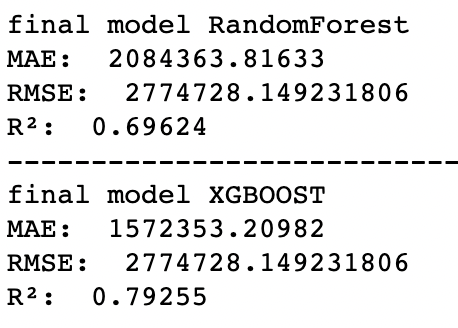 final model RandomForest
MAE:  2084363.81633
RMSE:  2774728.149231806
R²:  0.69624
---------------------------
final model XGBOOST
MAE:  1572353.20982
RMSE:  2774728.149231806
R²:  0.79255